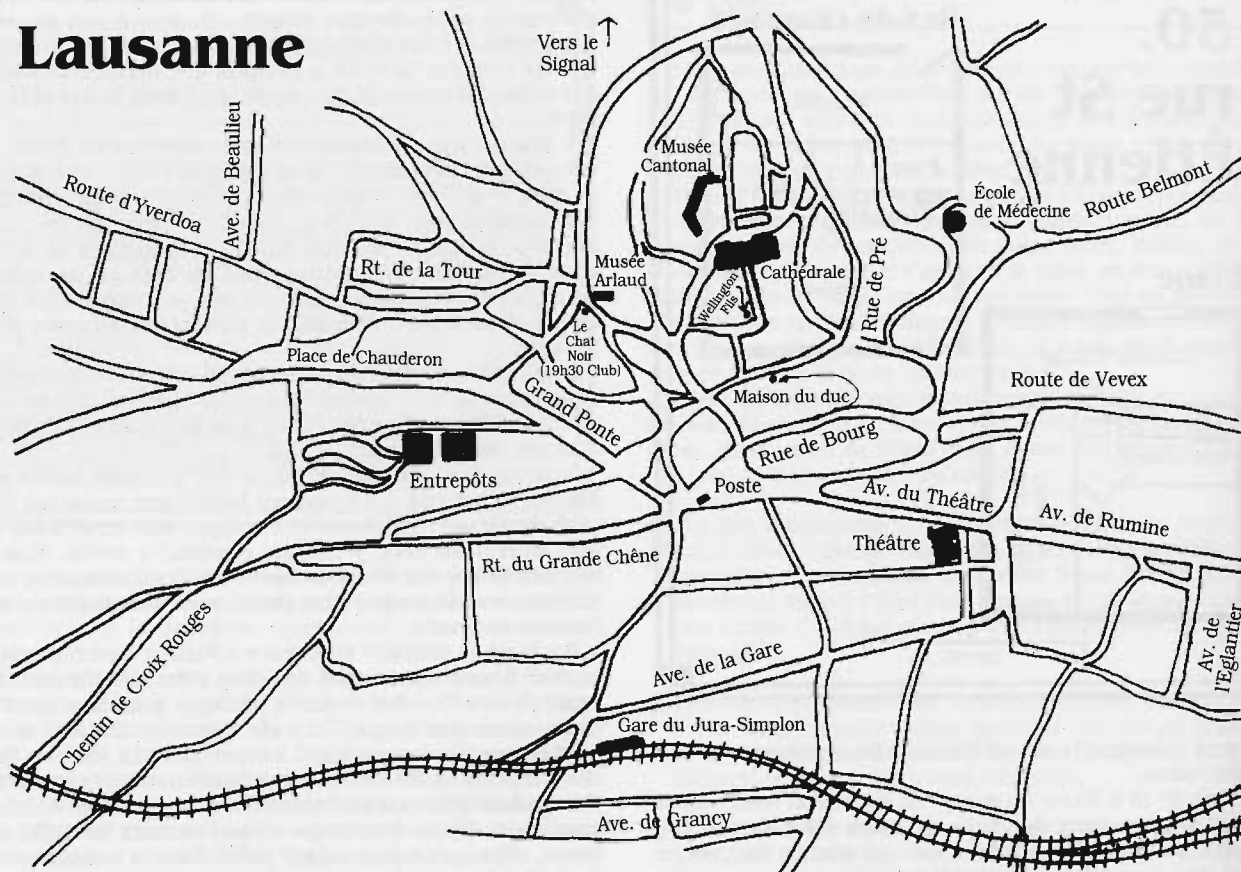 Lausanne
Vers le
Signal
Ave. de Beaulieu
Route d'Yverdoa
Rt. de la Tour
Musée
Cantonal
Musée
Arlaud
Cathédrale
Wellington
Fils
École
de Médecine
Route Belmont
Rue de Pré
Le
Chat
Noir
(19h30 Club)
Place de Chauderon
Grand Ponte
Maison du duc
Route de Vevex
Rue de Bourg
Entrepôts
Poste
Av. du Théâtre
Av. de Rumine
Théâtre
Rt. du Grande Chêne
Chemin de Croix Rouges
Ave. de la Gare
Av. de
l'Eglantier
Gare du Jura-Simplon
Ave. de Grancy
50,
rue St